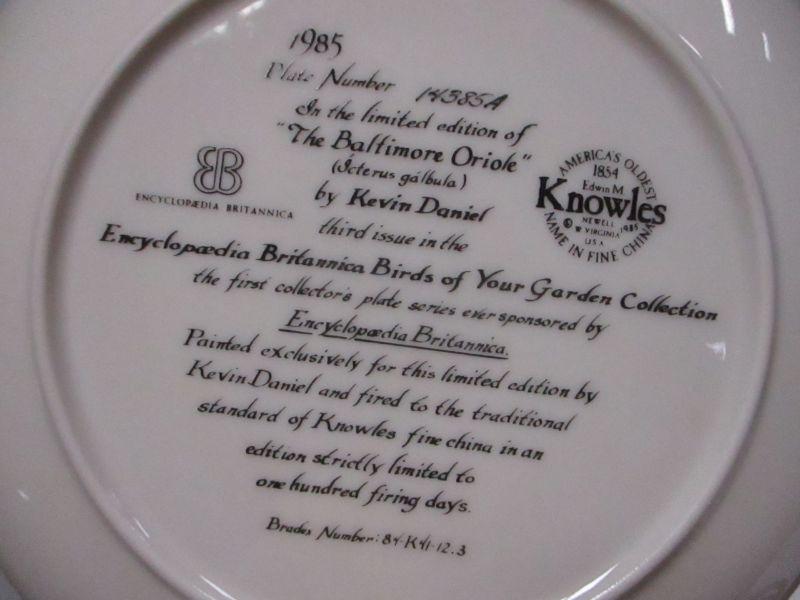 1985
Plate Number 14385A
In the limited edition of
"The Baltimore Oriole"
(Icterus gálbula)
by Kevin Daniel
third issue in the
Encyclopædia Britannica Birds of Your Garden Collection
the first collector's plate series ever sponsored by
Encyclopædia Britannica.
Painted exclusively for this limited edition by
Kevin Daniel and fired to the traditional
standard of Knowles fine china in an
edition strictly limited to
one hundred firing days.
Bradex Number: 84-K41-12.3
EB
ENCYCLOPÆDIA BRITANNICA
AMERICA'S OLDEST
1854
Edwin M.
Knowles
NEWELL
© W. VIRGINIA 1985
USA
NAME IN FINE CHINA